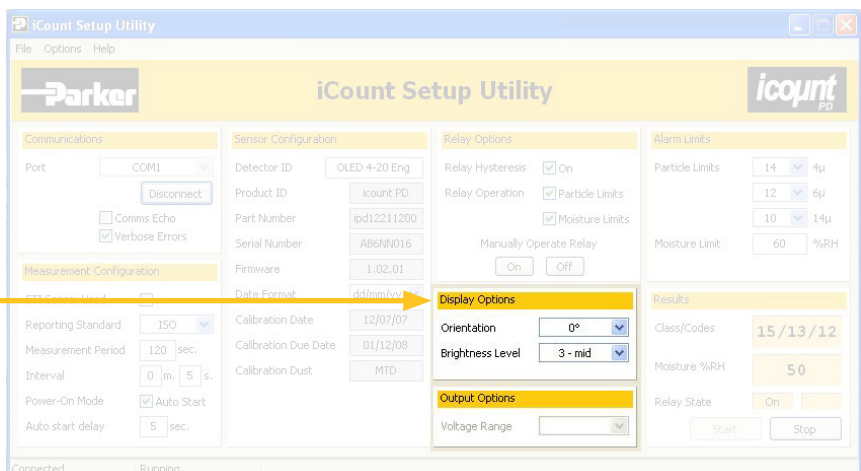 iCount Setup Utility
File Options Help
Parker
iCount Setup Utility
icount
PD
Communications
Port COM1
Disconnect
Comms Echo
Verbose Errors
Measurement Configuration
Reporting Standard ISO
Measurement Period 120 sec.
Interval 0 m. 5 s.
Power-On Mode Auto Start
Auto start delay 5 sec.
Sensor Configuration
Detector ID OLED 4-20 Eng
Product ID icount PD
Part Number ipd12211200
Serial Number AB6NN016
Firmware 1.02.01
Date Format dd/mm/yy
Calibration Date 12/07/07
Calibration Due Date 01/12/08
Calibration Dust MTD
Relay Options
Relay Hysteresis On
Relay Operation Particle Limits
Moisture Limits
Manually Operate Relay
On Off
Display Options
Orientation 0°
Brightness Level 3 - mid
Output Options
Voltage Range
Alarm Limits
Particle Limits 14 4µ
12 6µ
10 14µ
Moisture Limit 60 %RH
Results
Class/Codes 15/13/12
Moisture %RH 50
Relay State On
Start Stop
Connected Running